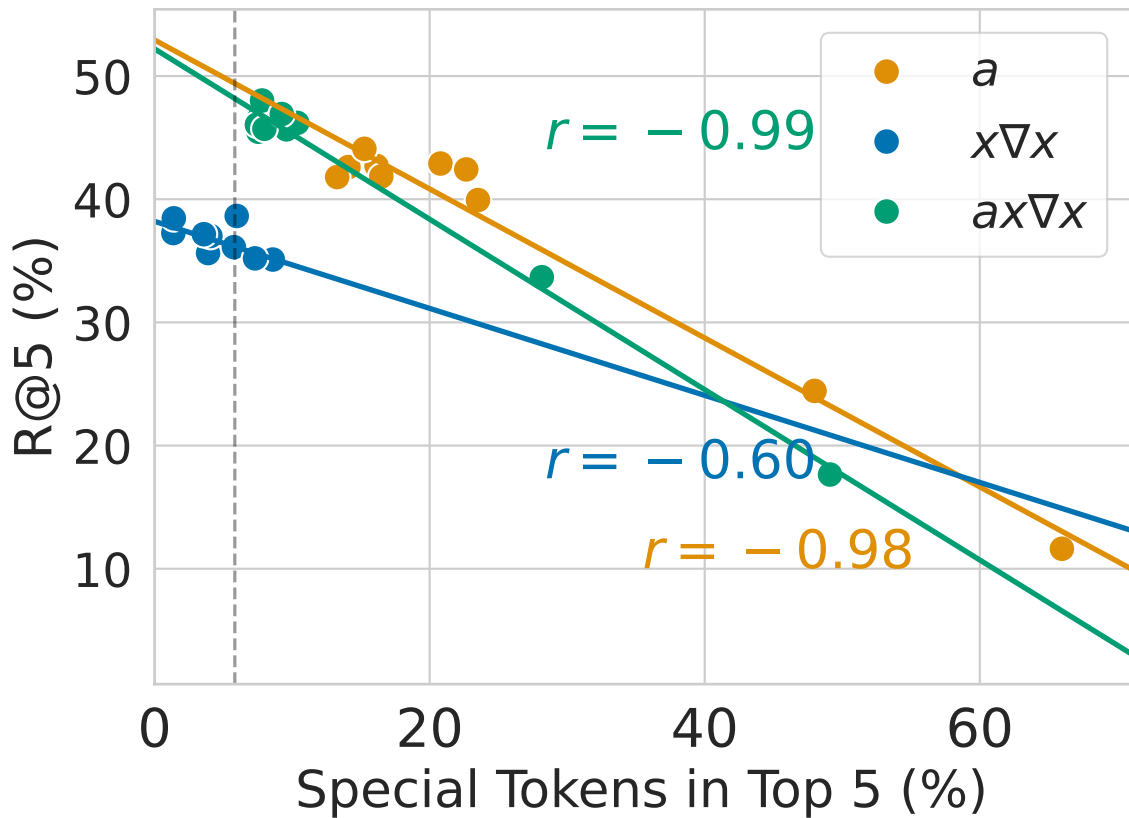 50
40
30
20
10
R@5 (%)
a
x∇x
ax∇x
r = −0.99
r = −0.60
r = −0.98
0
20
40
60
Special Tokens in Top 5 (%)